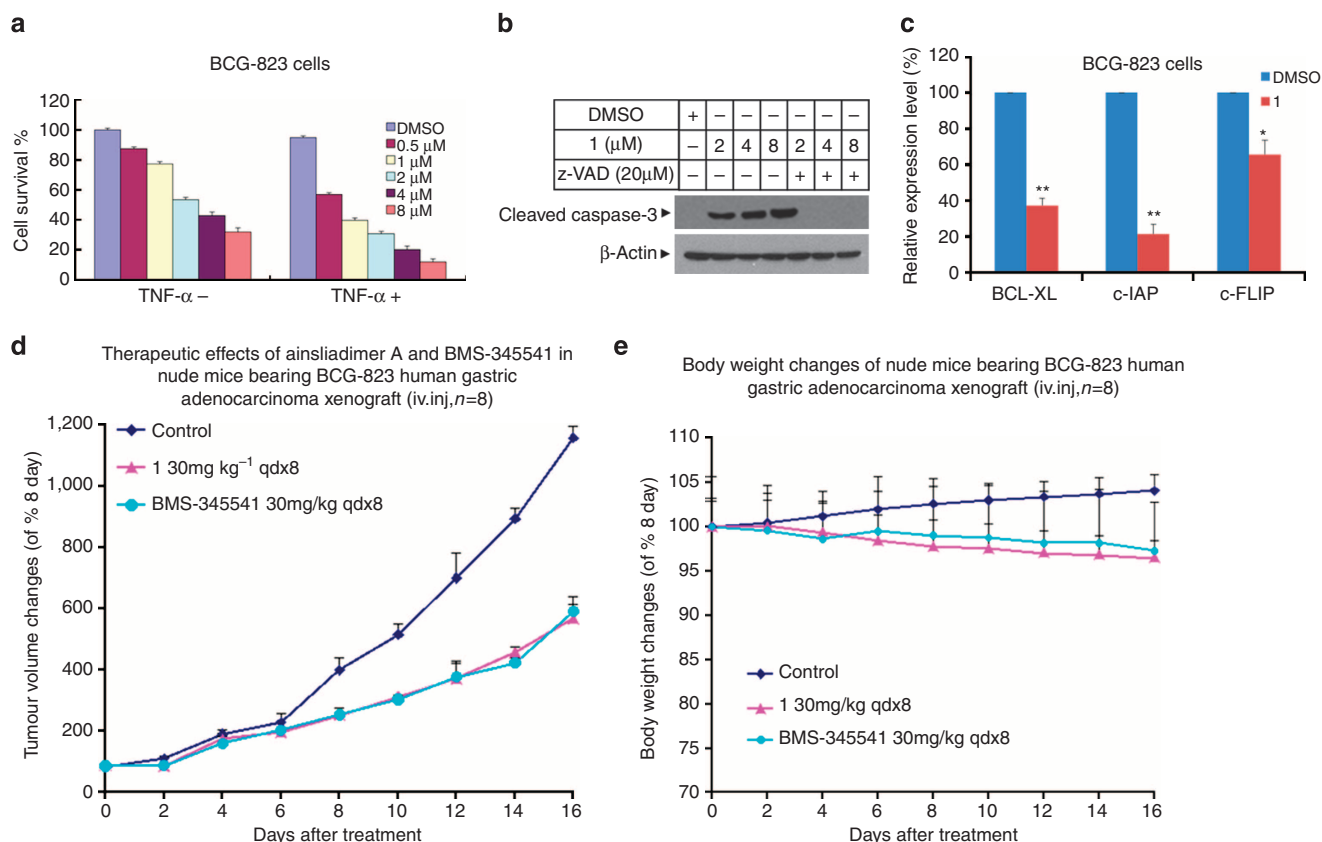 a
BCG-823 cells
Cell survival %
120
100
80
60
40
20
0
DMSO
0.5 μM
1 μM
2 μM
4 μM
8 μM
TNF-α – TNF-α +
b
DMSO + – – – – – –
1 (μM) – 2 4 8 2 4 8
z-VAD (20μM) – – – – + + +
Cleaved caspase-3
β-Actin
c
BCG-823 cells
Relative expression level (%)
120
100
80
60
40
20
0
DMSO
1
**
**
*
BCL-XL c-IAP c-FLIP
d
Therapeutic effects of ainsliadimer A and BMS-345541 in
nude mice bearing BCG-823 human gastric
adenocarcinoma xenograft (iv.inj,n=8)
Tumour volume changes (of % 8 day)
1,200
1,000
800
600
400
200
0
Control
1 30mg kg⁻¹ qdx8
BMS-345541 30mg/kg qdx8
0 2 4 6 8 10 12 14 16
Days after treatment
e
Body weight changes of nude mice bearing BCG-823 human
gastric adenocarcinoma xenograft (iv.inj,n=8)
Body weight changes (of % 8 day)
110
105
100
95
90
85
80
75
70
Control
1 30mg/kg qdx8
BMS-345541 30mg/kg qdx8
0 2 4 6 8 10 12 14 16
Days after treatment